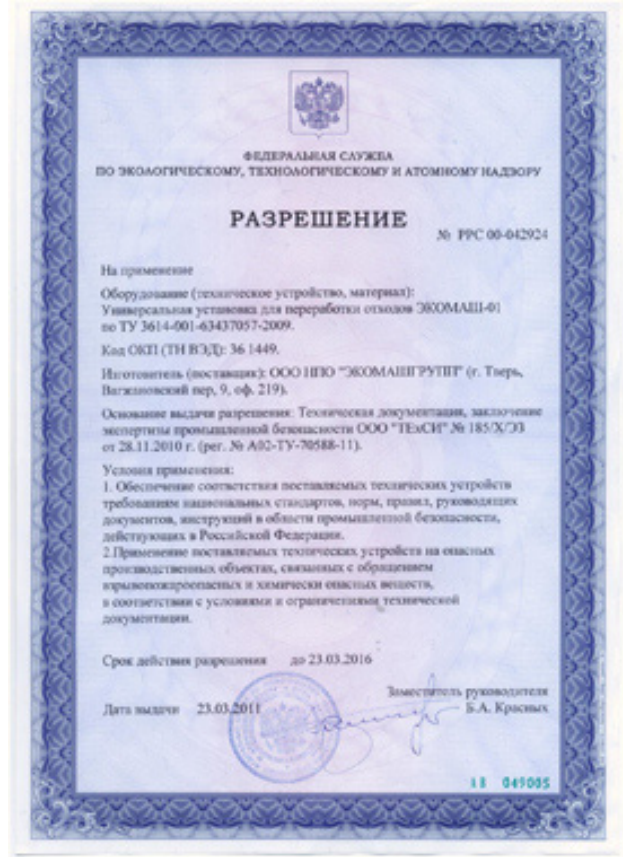 ФЕДЕРАЛЬНАЯ СЛУЖБА
ПО ЭКОЛОГИЧЕСКОМУ, ТЕХНОЛОГИЧЕСКОМУ И АТОМНОМУ НАДЗОРУ
РАЗРЕШЕНИЕ
№ РРС 00-042924
На применение
Оборудование (техническое устройство, материал):
Универсальная установка для переработки отходов ЭКОМАШ-01
по ТУ 3614-001-63437057-2009.
Код ОКП (ТН ВЭД): 36 1449.
Изготовитель (поставщик): ООО НПО "ЭКОМАШГРУПП" (г. Тверь,
Вагжановский пер, 9, оф. 219).
Основание выдачи разрешения: Техническая документация, заключение
экспертизы промышленной безопасности ООО "ТЕхСИ" № 185/Х/ЭЗ
от 28.11.2010 г. (рег. № А02-ТУ-70588-11).
Условия применения:
1. Обеспечение соответствия поставляемых технических устройств
требованиям национальных стандартов, норм, правил, руководящих
документов, инструкций в области промышленной безопасности,
действующих в Российской Федерации.
2.Применение поставляемых технических устройств на опасных
производственных объектах, связанных с обращением
взрывопожароопасных и химически опасных веществ,
в соответствии с условиями и ограничениями технической
документации.
Срок действия разрешения до 23.03.2016
Заместитель руководителя
Дата выдачи 23.03.2011 Б.А. Красных
АВ 049005